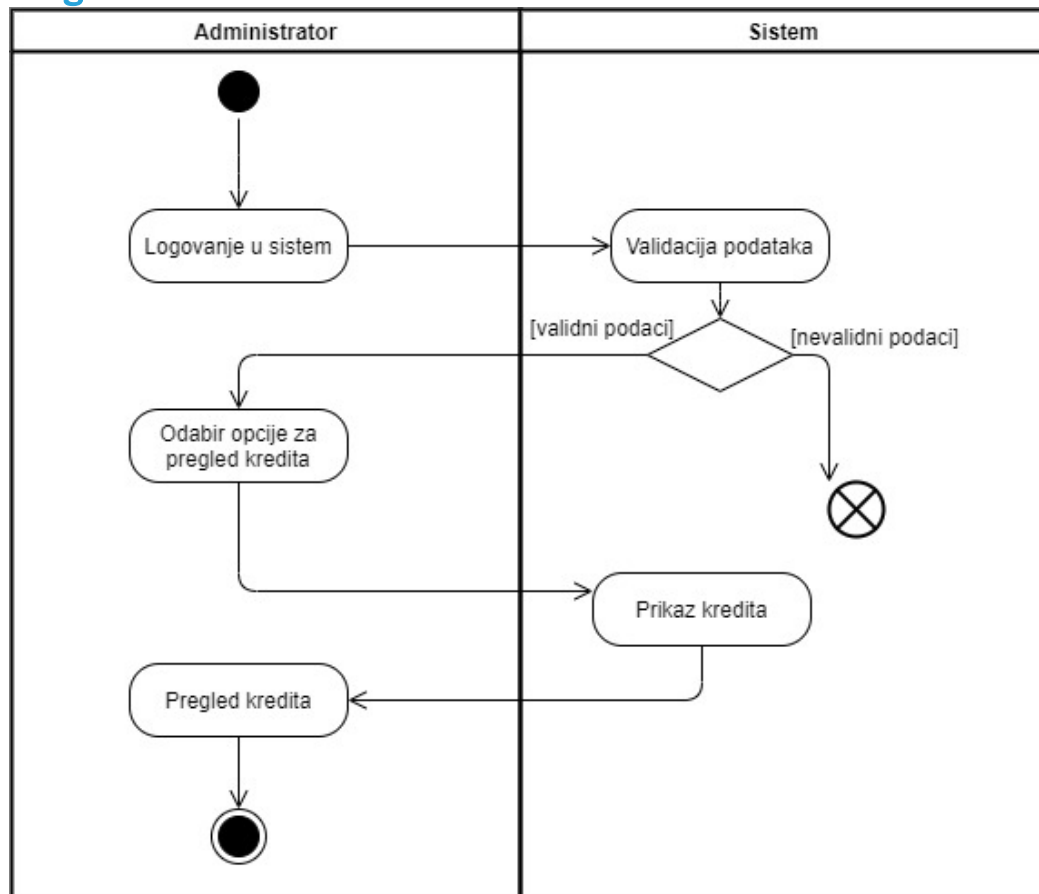 Administrator
Sistem
Logovanje u sistem
Validacija podataka
[validni podaci]
[nevalidni podaci]
Odabir opcije za
pregled kredita
Prikaz kredita
Pregled kredita